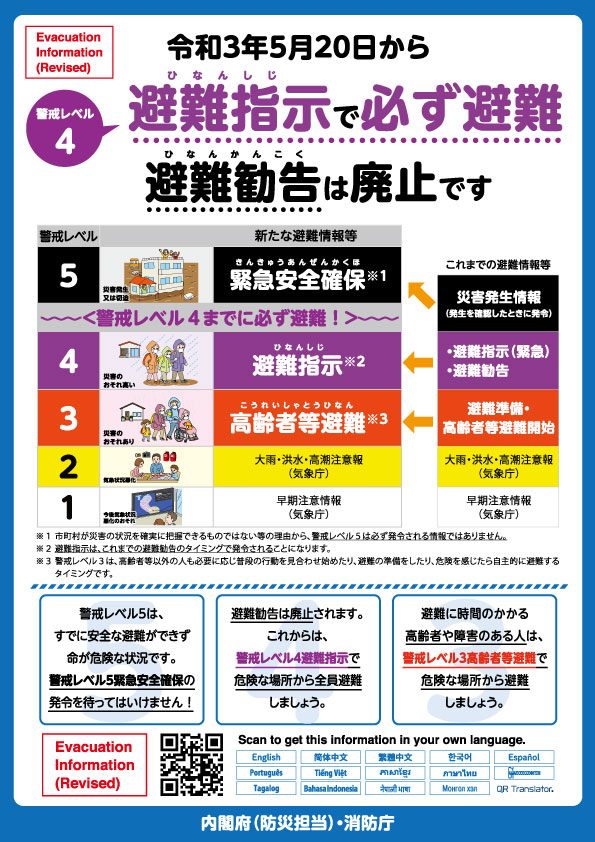 Evacuation
Information
(Revised)
令和3年5月20日から
警戒レベル
4
ひなんしじ
避難指示で必ず避難
ひなんかんこく
避難勧告は廃止です
警戒レベル
新たな避難情報等
これまでの避難情報等
5
災害発生
又は切迫
きんきゅうあんぜんかくほ
緊急安全確保※1
災害発生情報
(発生を確認したときに発令)
〜〜〜<警戒レベル4までに必ず避難!>〜〜〜
4
災害の
おそれ高い
ひなんしじ
避難指示※2
・避難指示(緊急)
・避難勧告
3
災害の
おそれあり
こうれいしゃとうひなん
高齢者等避難※3
避難準備・
高齢者等避難開始
2
気象状況悪化
大雨・洪水・高潮注意報
(気象庁)
大雨・洪水・高潮注意報
(気象庁)
1
今後気象状況
悪化のおそれ
早期注意情報
(気象庁)
早期注意情報
(気象庁)
※1 市町村が災害の状況を確実に把握できるものではない等の理由から、警戒レベル5は必ず発令される情報ではありません。
※2 避難指示は、これまでの避難勧告のタイミングで発令されることになります。
※3 警戒レベル3は、高齢者等以外の人も必要に応じ普段の行動を見合わせ始めたり、避難の準備をしたり、危険を感じたら自主的に避難する
タイミングです。
警戒レベル5は、
すでに安全な避難ができず
命が危険な状況です。
警戒レベル5緊急安全確保の
発令を待ってはいけません!
避難勧告は廃止されます。
これからは、
警戒レベル4避難指示で
危険な場所から全員避難
しましょう。
避難に時間のかかる
高齢者や障害のある人は、
警戒レベル3高齢者等避難で
危険な場所から避難
しましょう。
Evacuation
Information
(Revised)
Scan to get this information in your own language.
English 简体中文 繁體中文 한국어 Español
Português Tiếng Việt ភាសាខ្មែរ ภาษาไทย
Tagalog Bahasa Indonesia नेपाली भाषा Монгол хэл QR Translator.
内閣府(防災担当)・消防庁